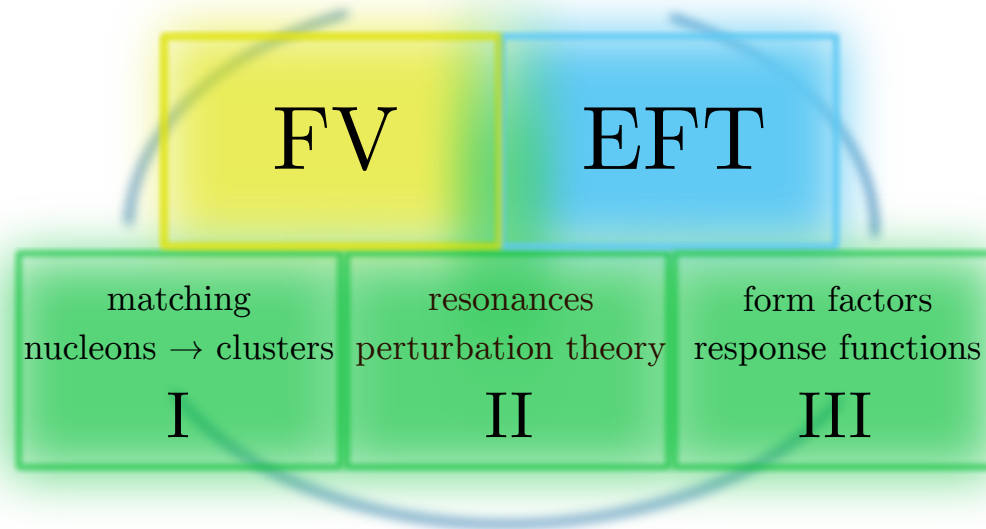 FV
EFT
matching
nucleons → clusters
I
resonances
perturbation theory
II
form factors
response functions
III